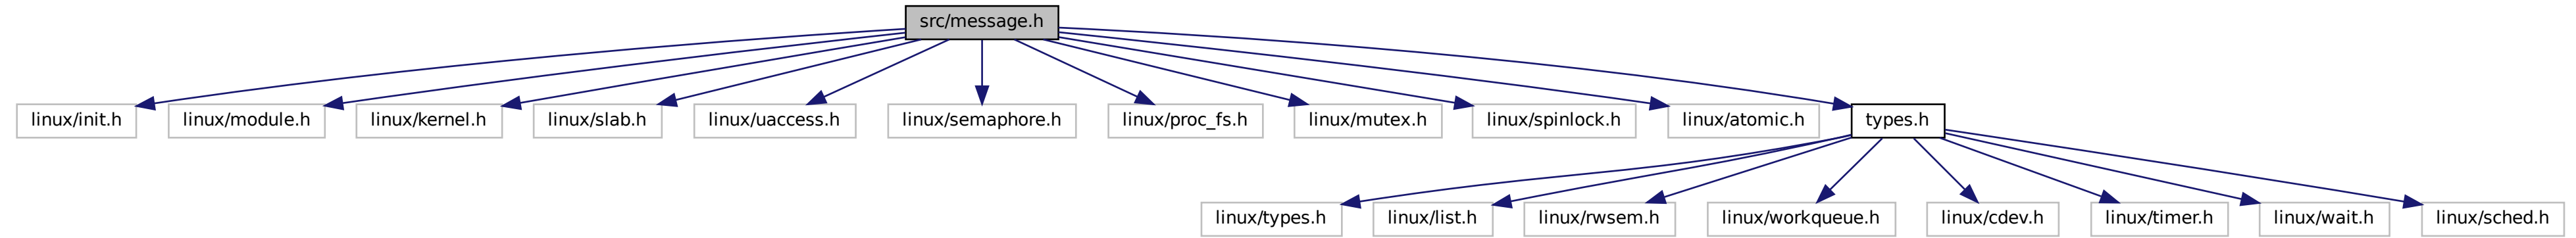 src/message.h
linux/init.h
linux/module.h
linux/kernel.h
linux/slab.h
linux/uaccess.h
linux/semaphore.h
linux/proc_fs.h
linux/mutex.h
linux/spinlock.h
linux/atomic.h
types.h
linux/types.h
linux/list.h
linux/rwsem.h
linux/workqueue.h
linux/cdev.h
linux/timer.h
linux/wait.h
linux/sched.h